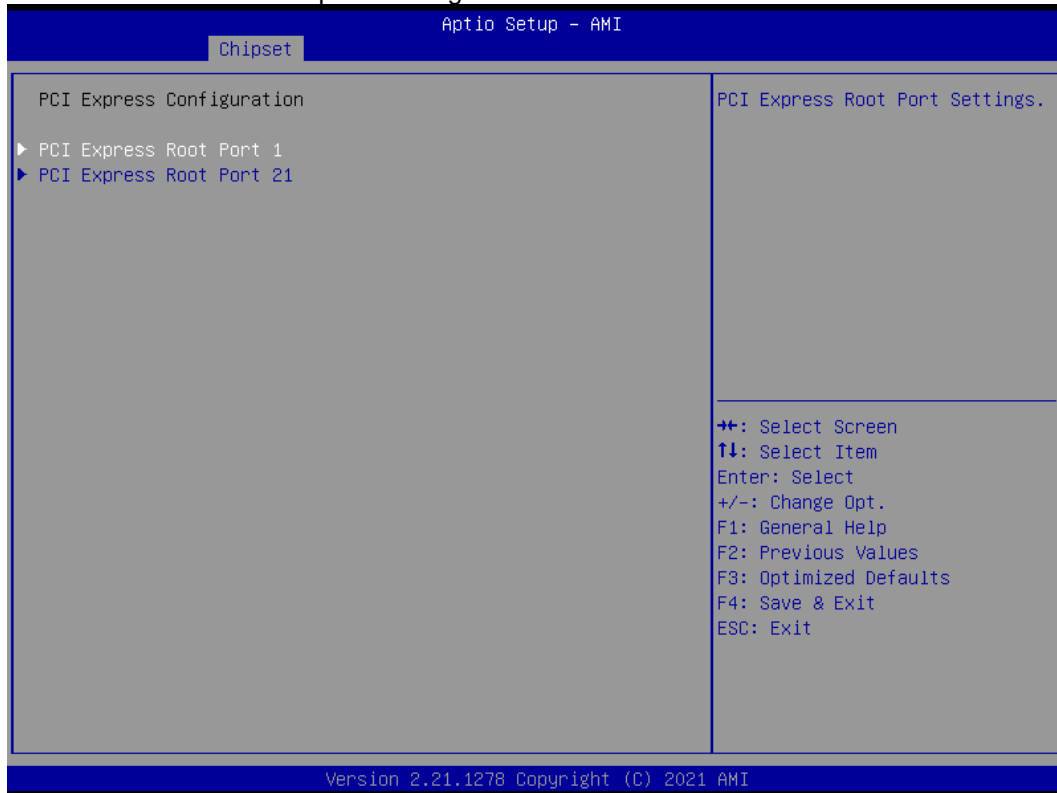 Aptio Setup – AMI
Chipset
PCI Express Configuration
PCI Express Root Port 1
PCI Express Root Port 21
PCI Express Root Port Settings.
→←: Select Screen
↑↓: Select Item
Enter: Select
+/-: Change Opt.
F1: General Help
F2: Previous Values
F3: Optimized Defaults
F4: Save & Exit
ESC: Exit
Version 2.21.1278 Copyright (C) 2021 AMI